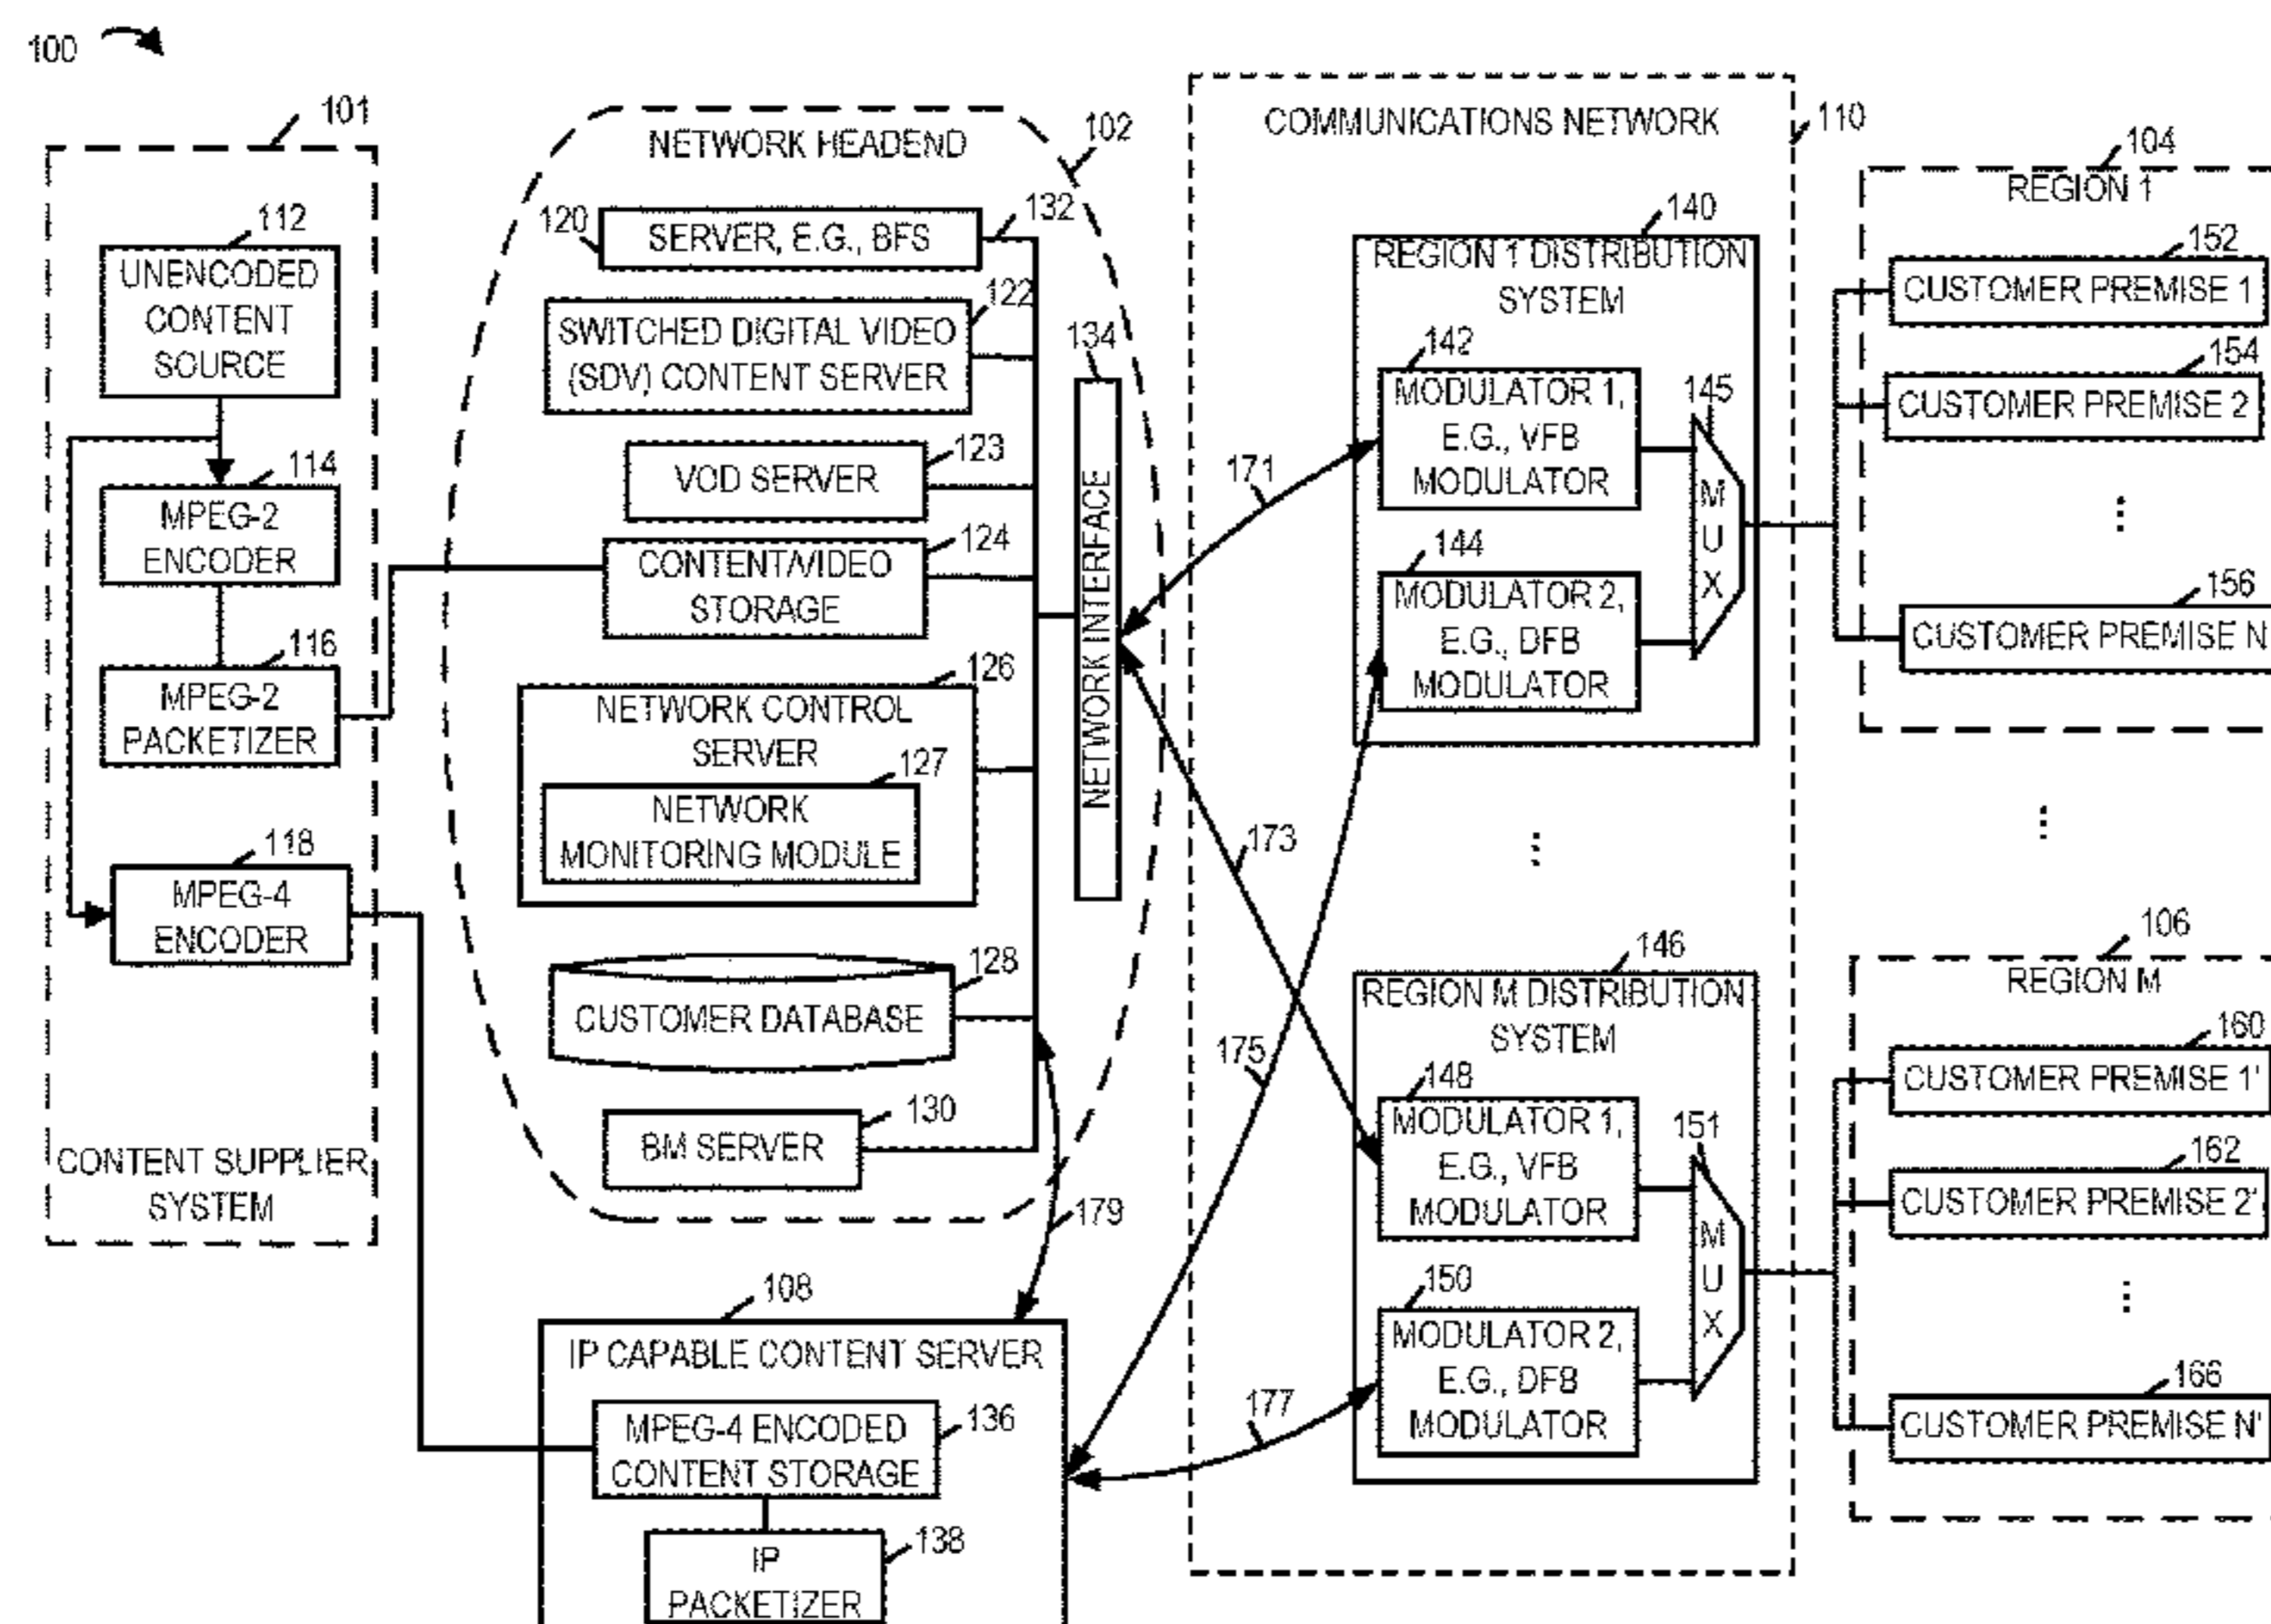 100
101
112
UNENCODED
CONTENT
SOURCE
114
MPEG-2
ENCODER
116
MPEG-2
PACKETIZER
118
MPEG-4
ENCODER
CONTENT SUPPLIER
SYSTEM
NETWORK HEADEND
102
120
SERVER, E.G., BFS
132
122
SWITCHED DIGITAL VIDEO
(SDV) CONTENT SERVER
123
VOD SERVER
124
CONTENT/VIDEO
STORAGE
126
NETWORK CONTROL
SERVER
127
NETWORK
MONITORING MODULE
128
CUSTOMER DATABASE
130
BM SERVER
134
NETWORK INTERFACE
179
108
IP CAPABLE CONTENT SERVER
MPEG-4 ENCODED
CONTENT STORAGE
136
IP
PACKETIZER
138
171
173
175
177
COMMUNICATIONS NETWORK
110
140
REGION 1 DISTRIBUTION
SYSTEM
142
MODULATOR 1,
E.G., VFB
MODULATOR
144
MODULATOR 2,
E.G., DFB
MODULATOR
145
MUX
...
146
REGION M DISTRIBUTION
SYSTEM
148
MODULATOR 1,
E.G., VFB
MODULATOR
150
MODULATOR 2,
E.G., DFB
MODULATOR
151
MUX
104
REGION 1
152
CUSTOMER PREMISE 1
154
CUSTOMER PREMISE 2
...
156
CUSTOMER PREMISE N
...
106
REGION M
160
CUSTOMER PREMISE 1'
162
CUSTOMER PREMISE 2'
...
166
CUSTOMER PREMISE N'